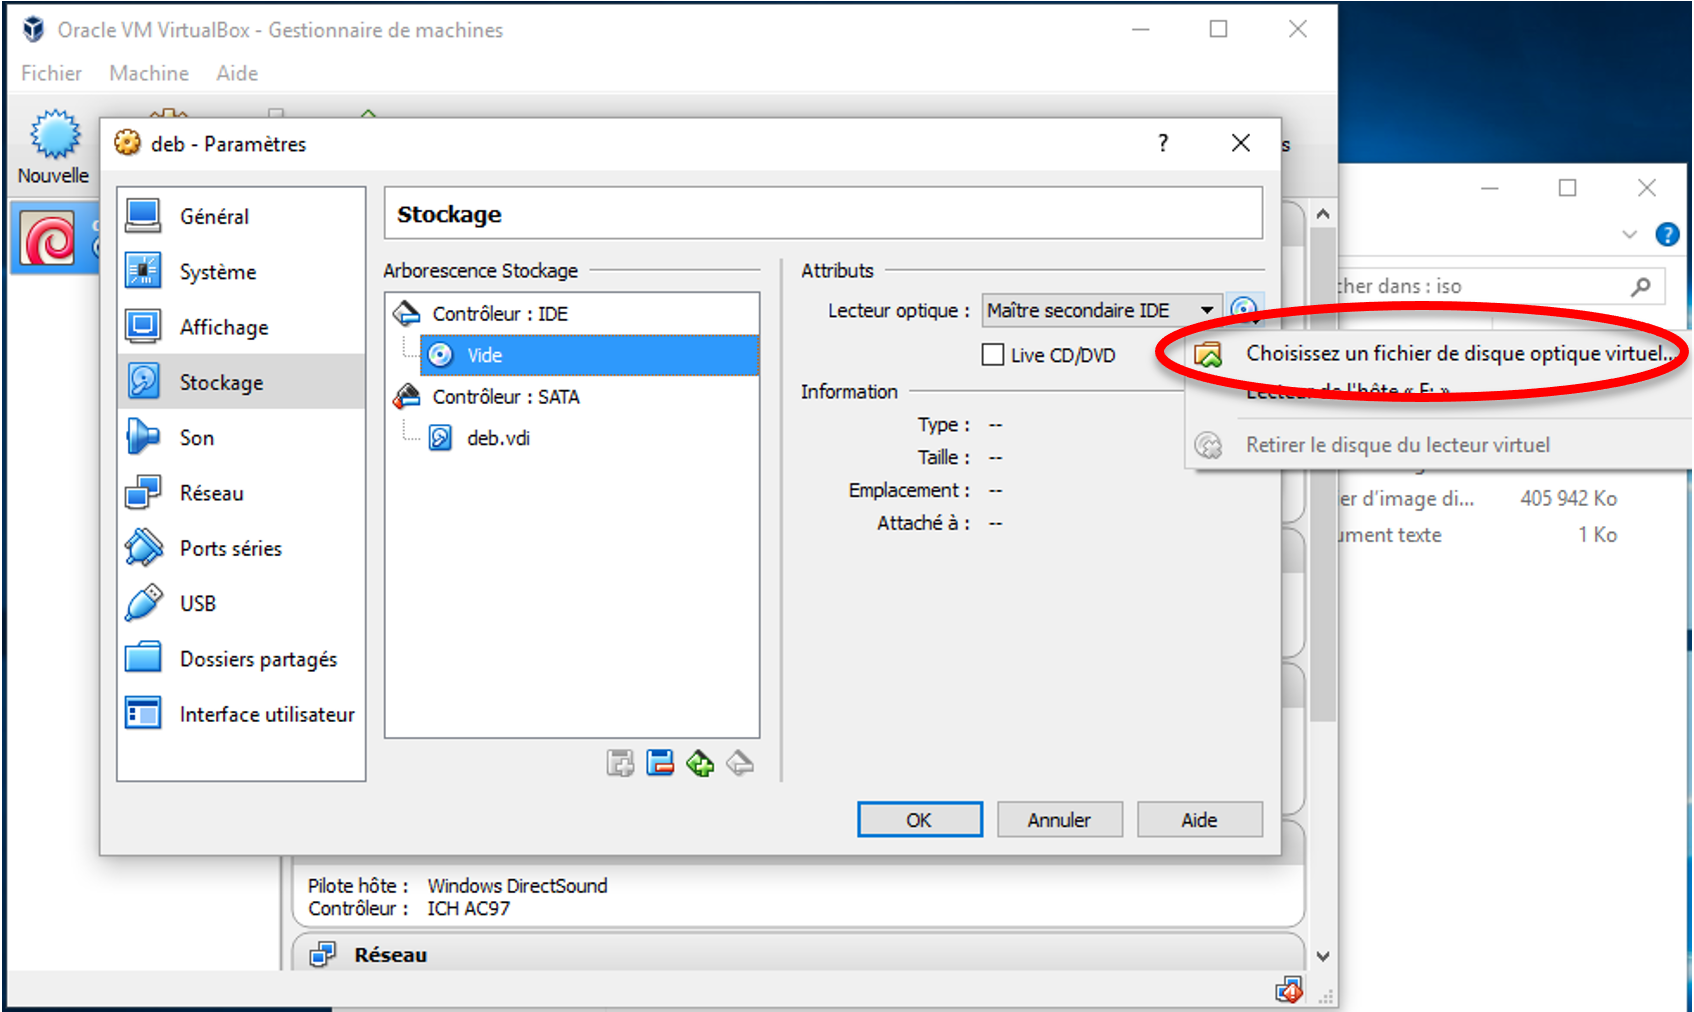 Oracle VM VirtualBox - Gestionnaire de machines
Fichier Machine Aide
Nouvelle
s
deb - Paramètres
?
Général
Système
Affichage
Stockage
Son
Réseau
Ports séries
USB
Dossiers partagés
Interface utilisateur
Stockage
Arborescence Stockage
Contrôleur : IDE
Vide
Contrôleur : SATA
deb.vdi
Attributs
Lecteur optique : Maître secondaire IDE
Live CD/DVD
Information
Type : --
Taille : --
Emplacement : --
Attaché à : --
OK Annuler Aide
?
cher dans : iso
Choisissez un fichier de disque optique virtuel...
Lecteur de l'hôte « F: »
Retirer le disque du lecteur virtuel
er d'image di... 405 942 Ko
ument texte 1 Ko
Pilote hôte : Windows DirectSound
Contrôleur : ICH AC97
Réseau